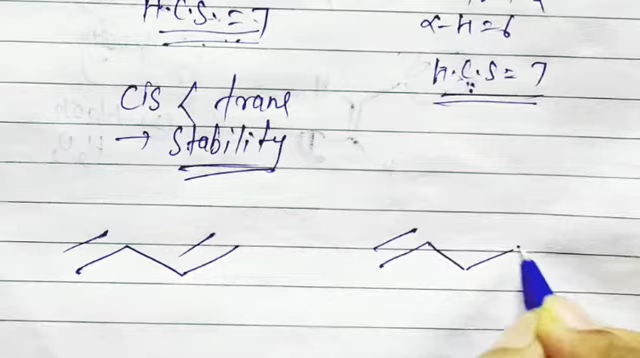 H.C.S. = 7
α-H = 6
H.C.S = 7
Cis < trans
→ Stability